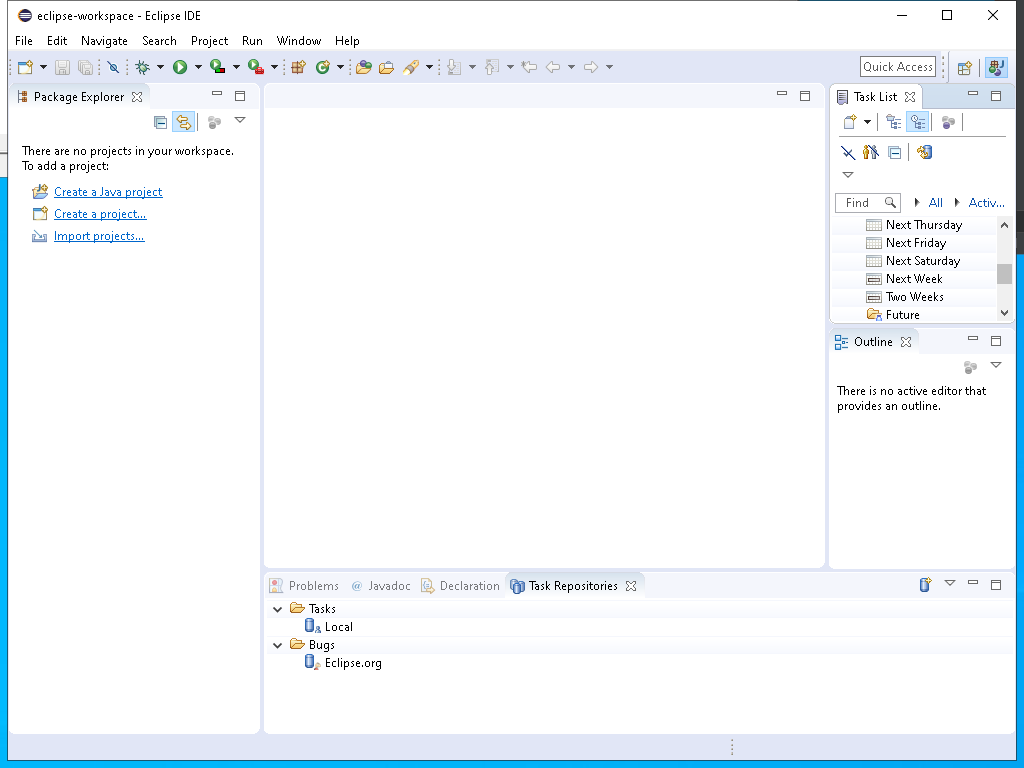 eclipse-workspace - Eclipse IDE
File Edit Navigate Search Project Run Window Help
Quick Access
Package Explorer
There are no projects in your workspace.
To add a project:
Create a Java project
Create a project...
Import projects...
Task List
Find
All
Activ...
Next Thursday
Next Friday
Next Saturday
Next Week
Two Weeks
Future
Outline
There is no active editor that
provides an outline.
Problems @ Javadoc Declaration Task Repositories
Tasks
Local
Bugs
Eclipse.org